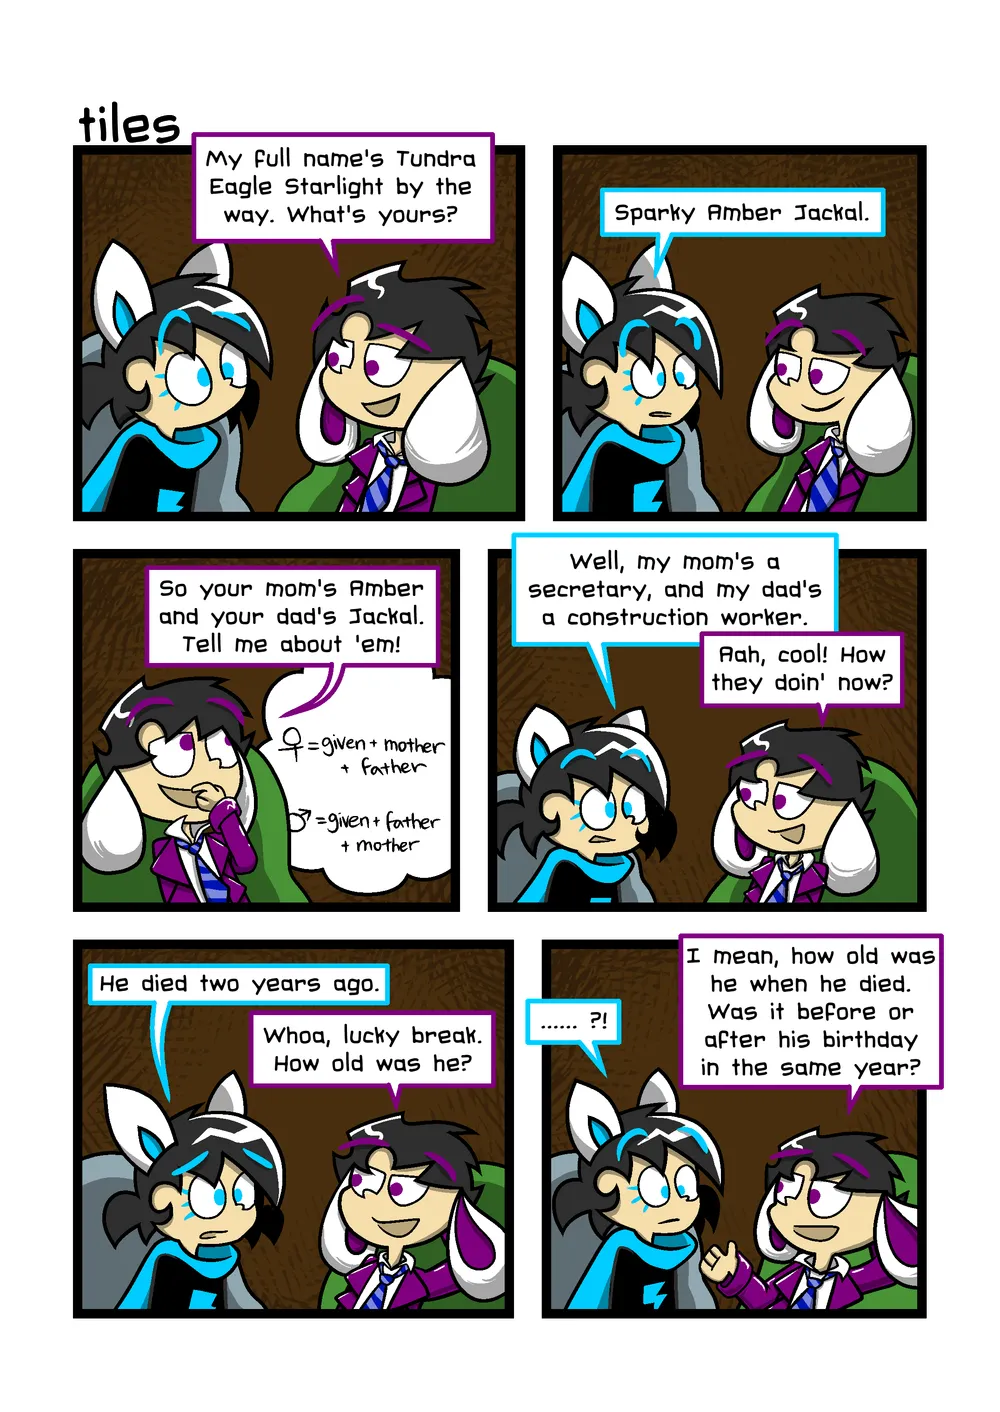 tiles
My full name's Tundra
Eagle Starlight by the
way. What's yours?
Sparky Amber Jackal.
So your mom's Amber
and your dad's Jackal.
Tell me about 'em!
♀ = given + mother
+ father
♂ = given + father
+ mother
Well, my mom's a
secretary, and my dad's
a construction worker.
Aah, cool! How
they doin' now?
He died two years ago.
Whoa, lucky break.
How old was he?
...... ?!
I mean, how old was
he when he died.
Was it before or
after his birthday
in the same year?